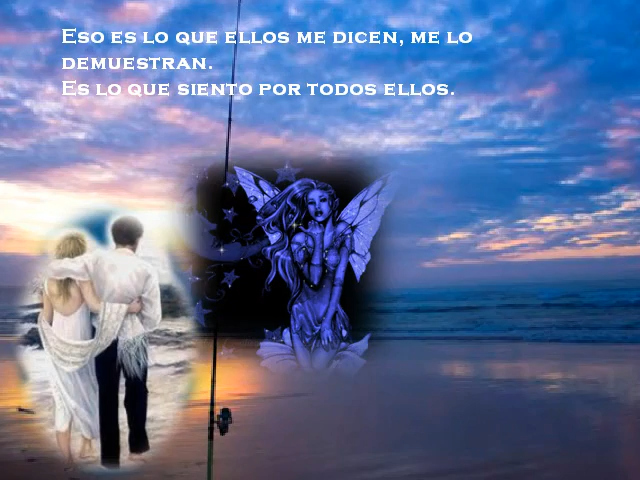 Eso es lo que ellos me dicen, me lo
demuestran.
Es lo que siento por todos ellos.